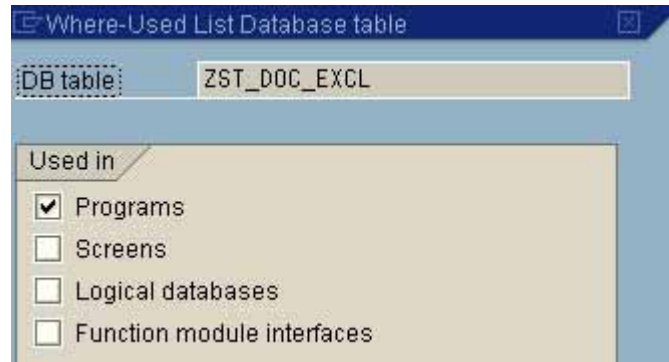 Where-Used List Database table
DB table: ZST_DOC_EXCL
Used in
Programs
Screens
Logical databases
Function module interfaces